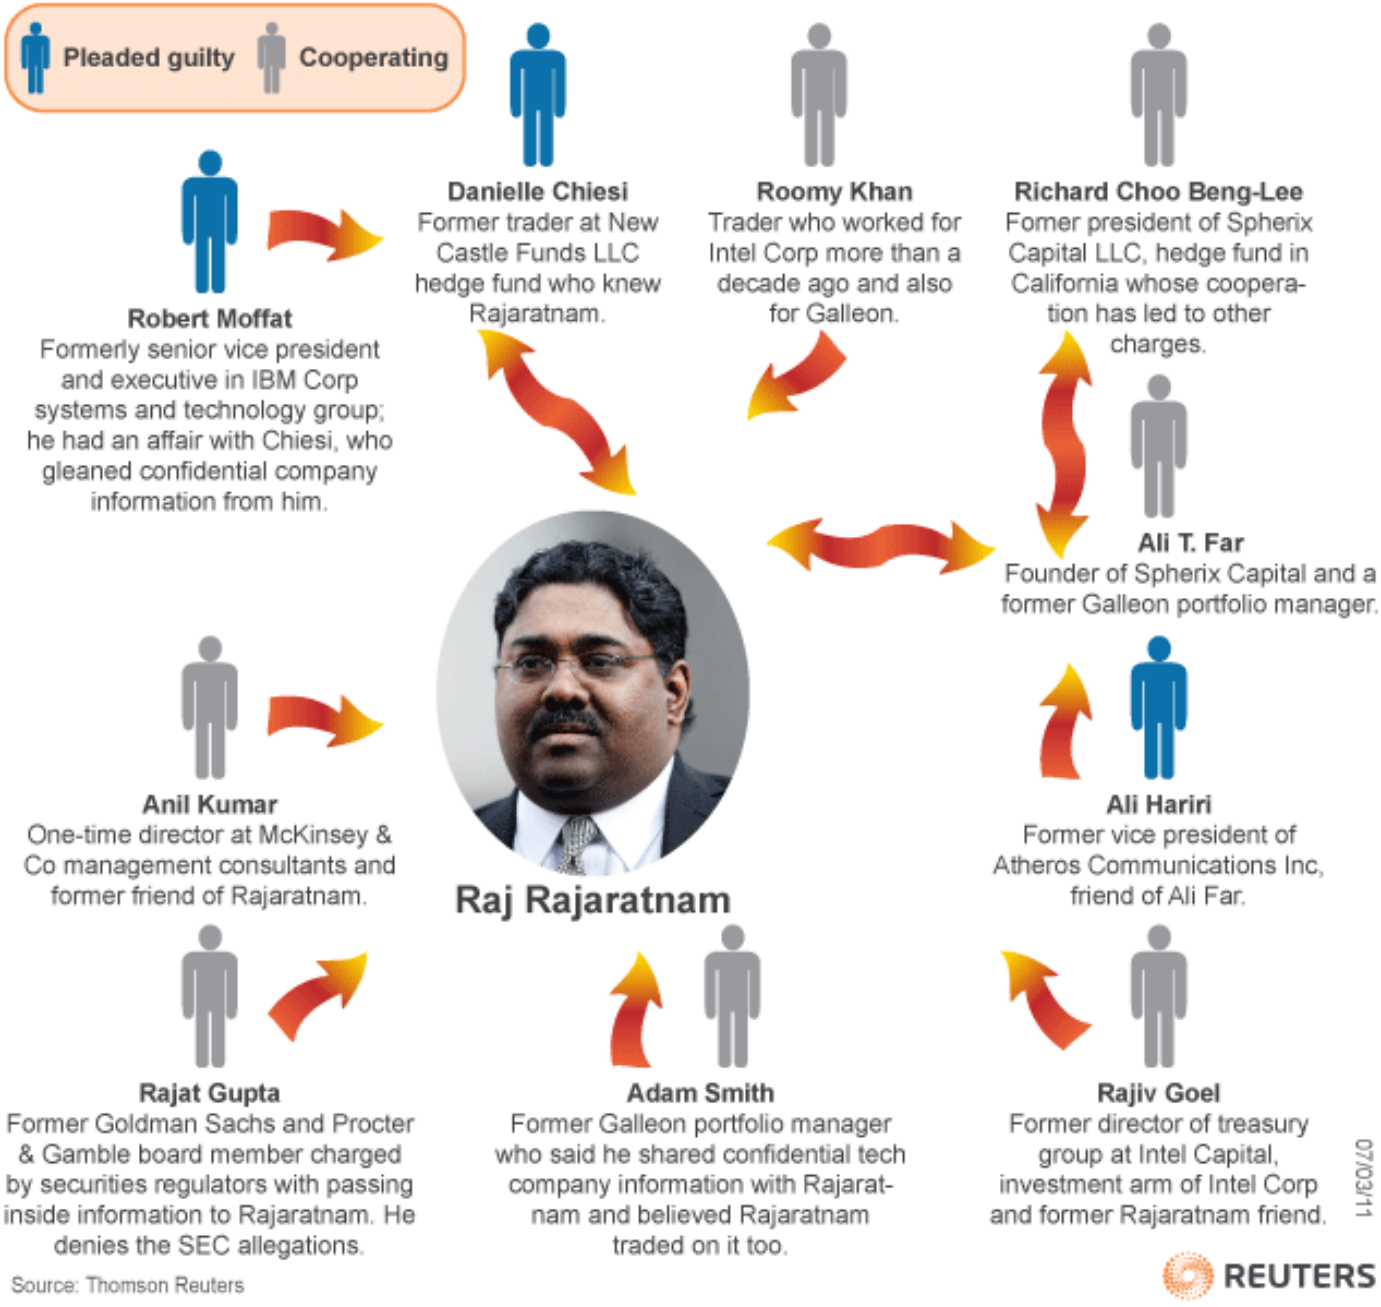 Pleaded guilty
Cooperating
Danielle Chiesi
Former trader at New
Castle Funds LLC
hedge fund who knew
Rajaratnam.
Roomy Khan
Trader who worked for
Intel Corp more than a
decade ago and also
for Galleon.
Richard Choo Beng-Lee
Fomer president of Spherix
Capital LLC, hedge fund in
California whose coopera-
tion has led to other
charges.
Robert Moffat
Formerly senior vice president
and executive in IBM Corp
systems and technology group;
he had an affair with Chiesi, who
gleaned confidential company
information from him.
Ali T. Far
Founder of Spherix Capital and a
former Galleon portfolio manager.
Anil Kumar
One-time director at McKinsey &
Co management consultants and
former friend of Rajaratnam.
Raj Rajaratnam
Ali Hariri
Former vice president of
Atheros Communications Inc,
friend of Ali Far.
Rajat Gupta
Former Goldman Sachs and Procter
& Gamble board member charged
by securities regulators with passing
inside information to Rajaratnam. He
denies the SEC allegations.
Adam Smith
Former Galleon portfolio manager
who said he shared confidential tech
company information with Rajarat-
nam and believed Rajaratnam
traded on it too.
Rajiv Goel
Former director of treasury
group at Intel Capital,
investment arm of Intel Corp
and former Rajaratnam friend.
07/03/11
Source: Thomson Reuters
REUTERS